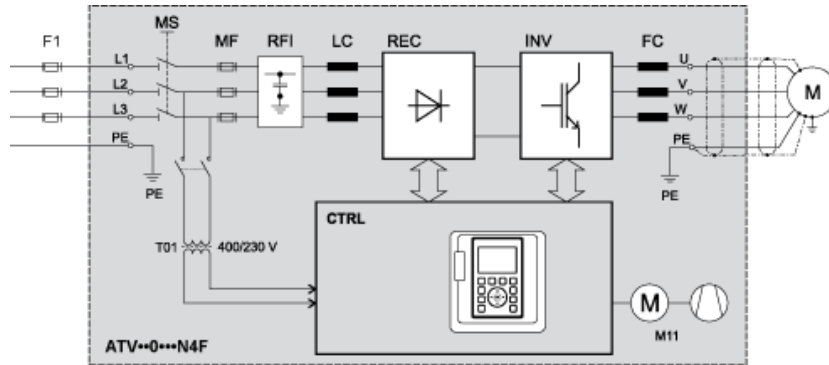 MS
F1
MF
RFI
LC
REC
INV
FC
L1
L2
L3
PE
PE
U
V
W
PE
PE
M
T01
400/230 V
CTRL
M
M11
ATV••0•••N4F